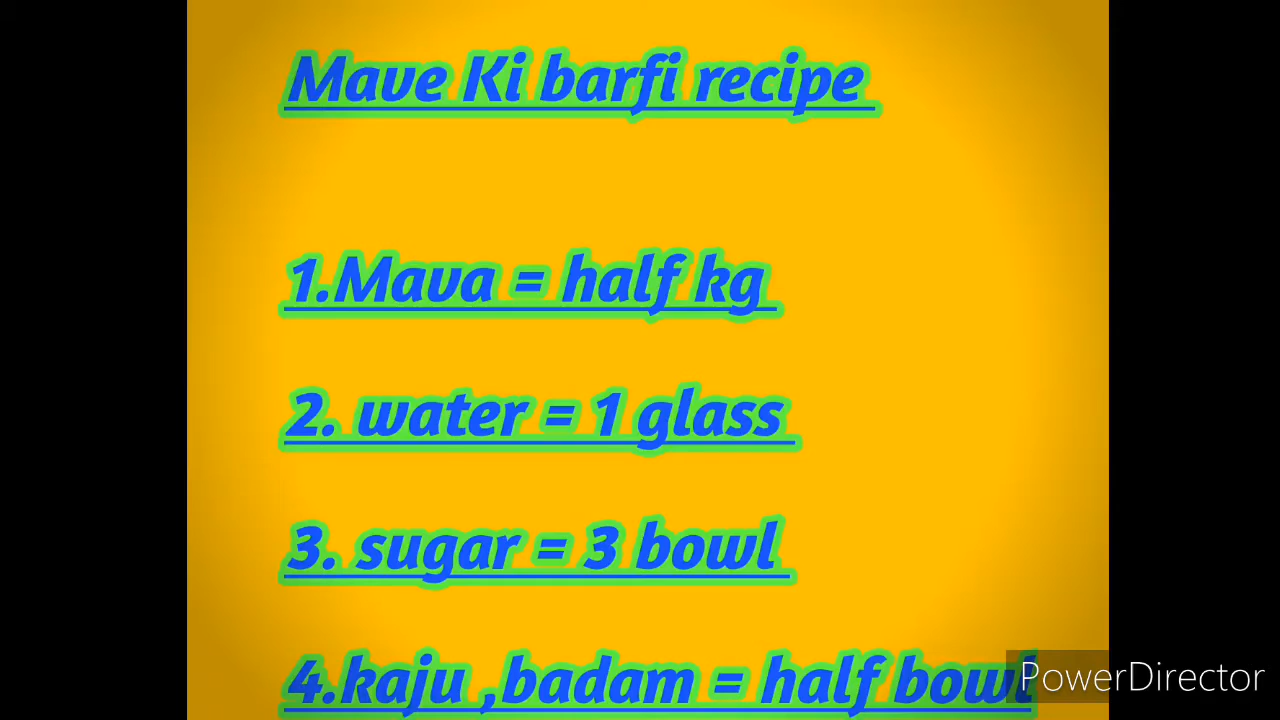 Mave Ki barfi recipe
1.Mava = half kg
2. water = 1 glass
3. sugar = 3 bowl
4.kaju ,badam = half bowl
PowerDirector